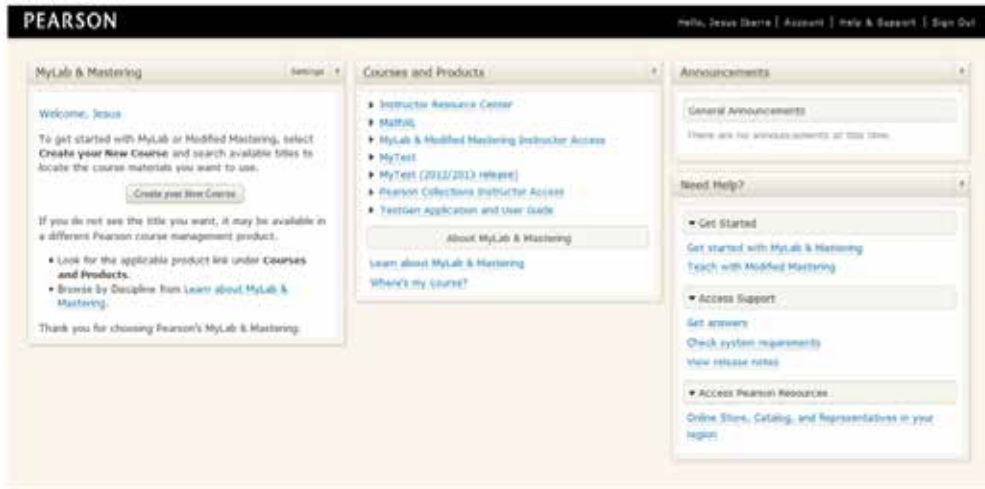 PEARSON
Hello, Jesus Ibarra | Account | Help & Support | Sign Out
MyLab & Mastering
Settings
Welcome, Jesus
To get started with MyLab or Modified Mastering, select
Create your New Course and search available titles to
locate the course materials you want to use.
Create your New Course
If you do not see the title you want, it may be available in
a different Pearson course management product.
• Look for the applicable product link under Courses
and Products.
• Browse by Discipline from Learn about MyLab &
Mastering.
Thank you for choosing Pearson's MyLab & Mastering.
Courses and Products
Instructor Resource Center
MathXL
MyLab & Modified Mastering Instructor Access
MyTest
MyTest (2012/2013 release)
Pearson Collections Instructor Access
TestGen Application and User Guide
About MyLab & Mastering
Learn about MyLab & Mastering
Where's my course?
Announcements
General Announcements
There are no announcements at this time.
Need Help?
Get Started
Get started with MyLab & Mastering
Teach with Modified Mastering
Access Support
Get answers
Check system requirements
View release notes
Access Pearson Resources
Online Store, Catalog, and Representatives in your
region